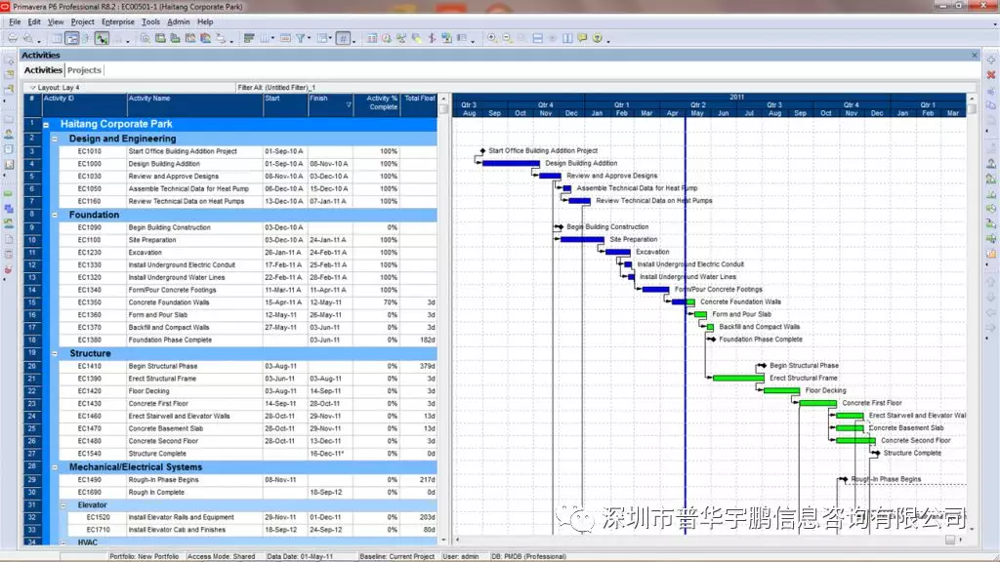 Primavera P6 Professional R8.2 : EC00501-1 (Haitang Corporate Park)
File Edit View Project Enterprise Tools Admin Help
Activities
Activities Projects
Layout: Lay 4 Filter All: (Untitled Filter)_1
# Activity ID Activity Name Start Finish Activity % Complete Total Float
2011
Qtr 3 Qtr 4 Qtr 1 Qtr 2 Qtr 3 Qtr 4 Qtr 1
Aug Sep Oct Nov Dec Jan Feb Mar Apr May Jun Jul Aug Sep Oct Nov Dec Jan Feb Mar
1 Haitang Corporate Park
2 Design and Engineering
3 EC1010 Start Office Building Addition Project 01-Sep-10 A 100% Start Office Building Addition Project
4 EC1000 Design Building Addition 01-Sep-10 A 08-Nov-10 A 100% Design Building Addition
5 EC1030 Review and Approve Designs 08-Nov-10 A 03-Dec-10 A 100% Review and Approve Designs
6 EC1050 Assemble Technical Data for Heat Pump 06-Dec-10 A 15-Dec-10 A 100% Assemble Technical Data for Heat Pump
7 EC1160 Review Technical Data on Heat Pumps 13-Dec-10 A 07-Jan-11 A 100% Review Technical Data on Heat Pumps
8 Foundation
9 EC1090 Begin Building Construction 03-Dec-10 A 0% Begin Building Construction
10 EC1100 Site Preparation 03-Dec-10 A 24-Jan-11 A 100% Site Preparation
11 EC1230 Excavation 26-Jan-11 A 24-Feb-11 A 100% Excavation
12 EC1330 Install Underground Electric Conduit 17-Feb-11 A 25-Feb-11 A 100% Install Underground Electric Conduit
13 EC1320 Install Underground Water Lines 22-Feb-11 A 28-Feb-11 A 100% Install Underground Water Lines
14 EC1340 Form/Pour Concrete Footings 11-Mar-11 A 11-Apr-11 A 100% Form/Pour Concrete Footings
15 EC1350 Concrete Foundation Walls 15-Apr-11 A 12-May-11 70% 3d Concrete Foundation Walls
16 EC1360 Form and Pour Slab 12-May-11 26-May-11 0% 3d Form and Pour Slab
17 EC1370 Backfill and Compact Walls 27-May-11 03-Jun-11 0% 3d Backfill and Compact Walls
18 EC1380 Foundation Phase Complete 03-Jun-11 0% 182d Foundation Phase Complete
19 Structure
20 EC1410 Begin Structural Phase 03-Aug-11 0% 379d Begin Structural Phase
21 EC1390 Erect Structural Frame 03-Jun-11 03-Aug-11 0% 3d Erect Structural Frame
22 EC1420 Floor Decking 03-Aug-11 14-Sep-11 0% 3d Floor Decking
23 EC1430 Concrete First Floor 14-Sep-11 28-Oct-11 0% 3d Concrete First Floor
24 EC1460 Erect Stairwell and Elevator Walls 28-Oct-11 29-Nov-11 0% 13d Erect Stairwell and Elevator Wal
25 EC1470 Concrete Basement Slab 28-Oct-11 29-Nov-11 0% 13d Concrete Basement Slab
26 EC1480 Concrete Second Floor 28-Oct-11 13-Dec-11 0% 3d Concrete Second Floor
27 EC1540 Structure Complete 16-Dec-11* 0% 0d Structure Complete
28 Mechanical/Electrical Systems
29 EC1490 Rough-In Phase Begins 08-Nov-11 0% 217d Rough-In Phase Begins
30 EC1690 Rough In Complete 18-Sep-12 0% 0d
31 Elevator
32 EC1520 Install Elevator Rails and Equipment 29-Nov-11 01-Dec-11 0% 203d
33 EC1710 Install Elevator Cab and Finishes 18-Sep-12 24-Sep-12 0% 80d
34 HVAC
深圳市普华宇鹏信息咨询有限公司
Portfolio: New Portfolio Access Mode: Shared Data Date: 01-May-11 Baseline: Current Project User: admin DB: PMDB (Professional)